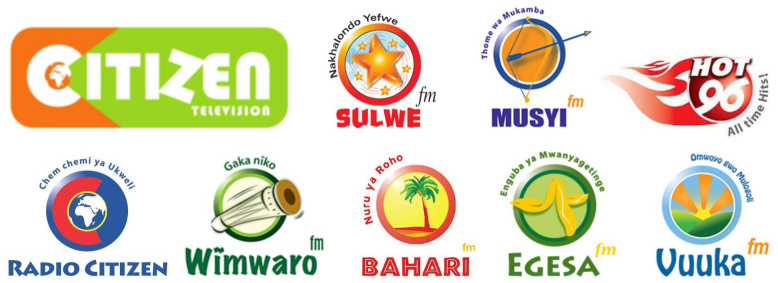 CITIZEN
TELEVISION
Nakhalondo Yefwe
SULWE fm
Thome wa Mukamba
MUSYI fm
HOT
96
All time Hits!
Chem chemi ya Ukweli
RADIO CITIZEN
Gaka niko
Wĩmwaro fm
Nuru ya Roho
BAHARI fm
Enguba ya Mwanyagetinge
EGESA fm
Omwoyo gwo Mulogoli
Vuuka fm